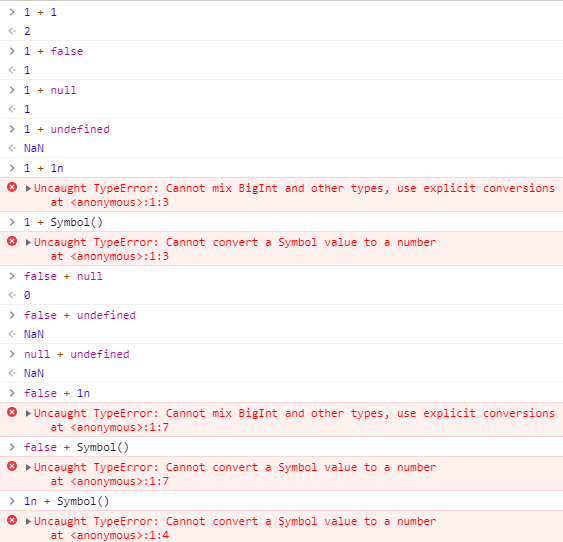 1 + 1
2
1 + false
1
1 + null
1
1 + undefined
NaN
1 + 1n
Uncaught TypeError: Cannot mix BigInt and other types, use explicit conversions
at <anonymous>:1:3
1 + Symbol()
Uncaught TypeError: Cannot convert a Symbol value to a number
at <anonymous>:1:3
false + null
0
false + undefined
NaN
null + undefined
NaN
false + 1n
Uncaught TypeError: Cannot mix BigInt and other types, use explicit conversions
at <anonymous>:1:7
false + Symbol()
Uncaught TypeError: Cannot convert a Symbol value to a number
at <anonymous>:1:7
1n + Symbol()
Uncaught TypeError: Cannot convert a Symbol value to a number
at <anonymous>:1:4